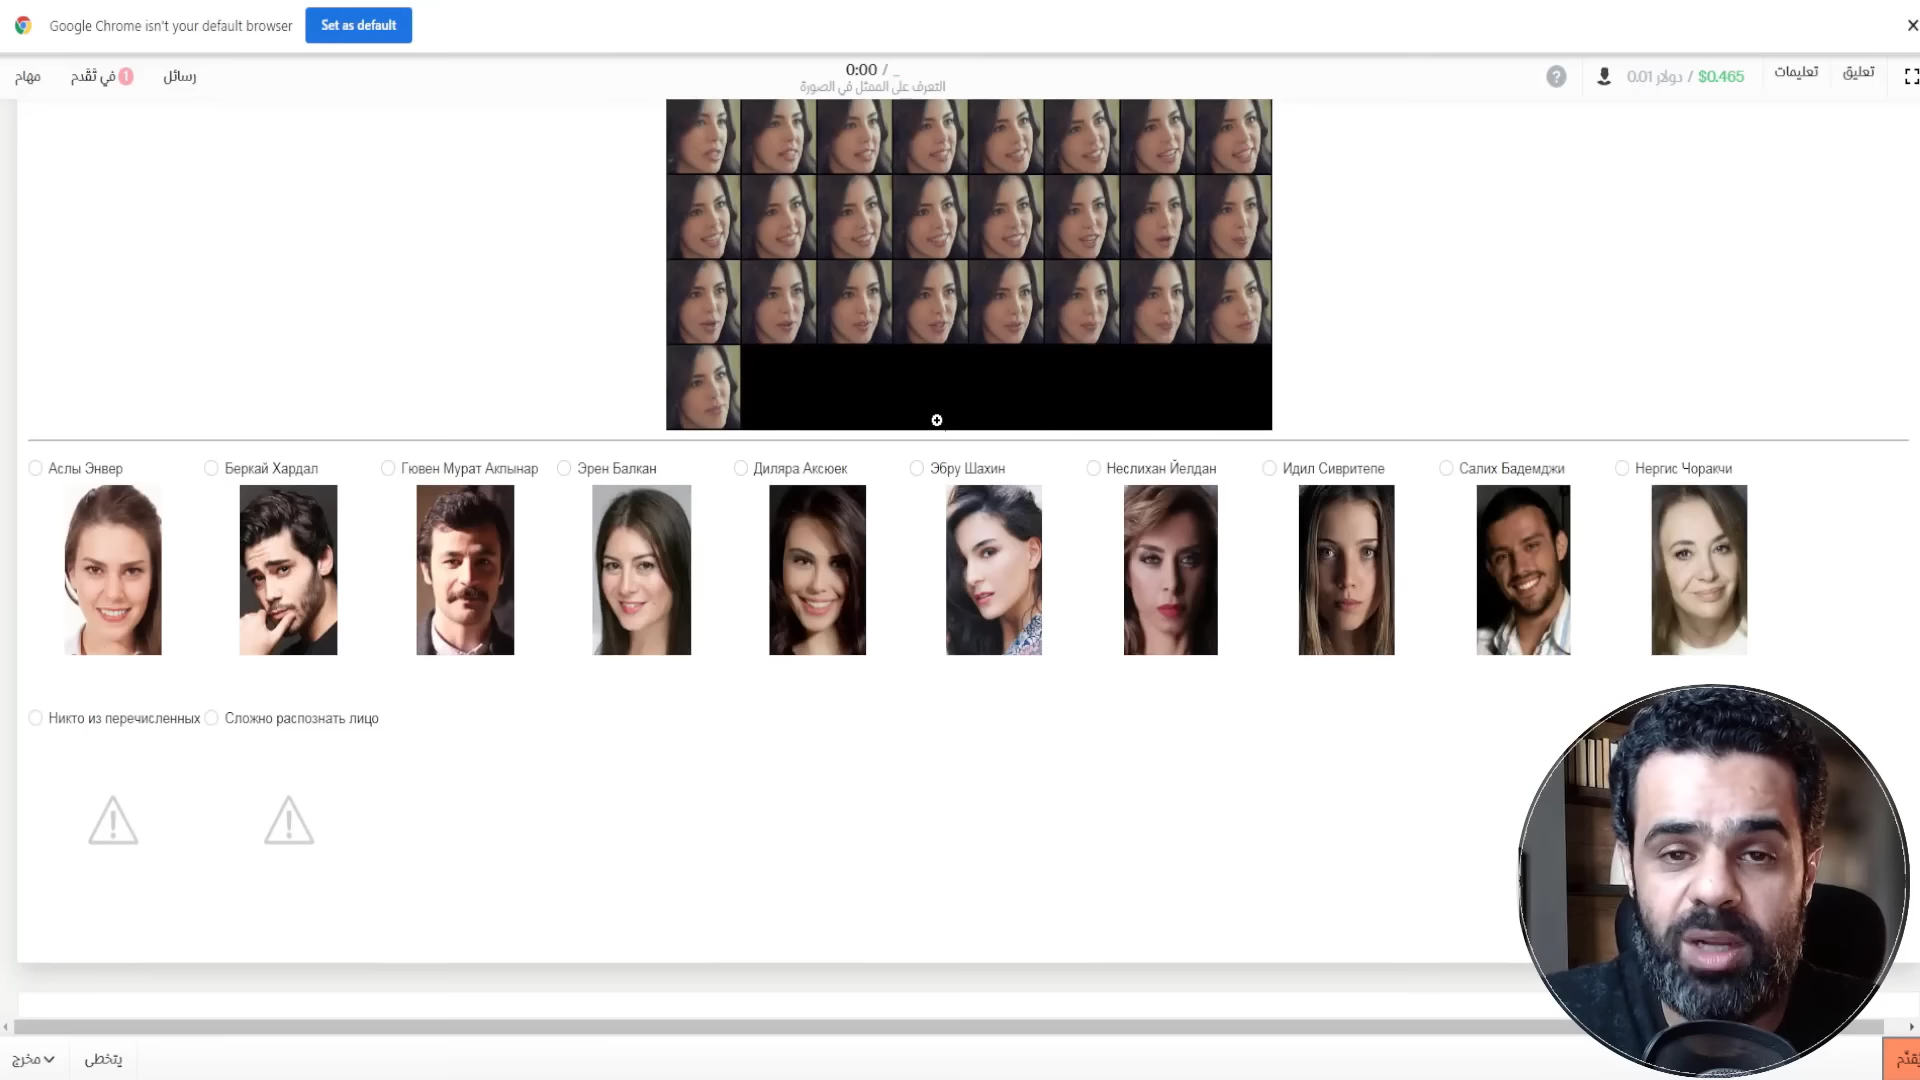 Google Chrome isn't your default browser
Set as default
مهام
في تَقَدم 1
رسائل
0:00 / _
التعرف على الممثل في الصورة
0.01 دولار / $0.465
تعليمات
تعليق
Аслы Энвер
Беркай Хардал
Гювен Мурат Акпынар
Эрен Балкан
Диляра Аксюек
Эбру Шахин
Неслихан Йелдан
Идил Сивритепе
Салих Бадемджи
Нергис Чоракчи
Никто из перечисленных
Сложно распознать лицо
مخرج
يتخطى